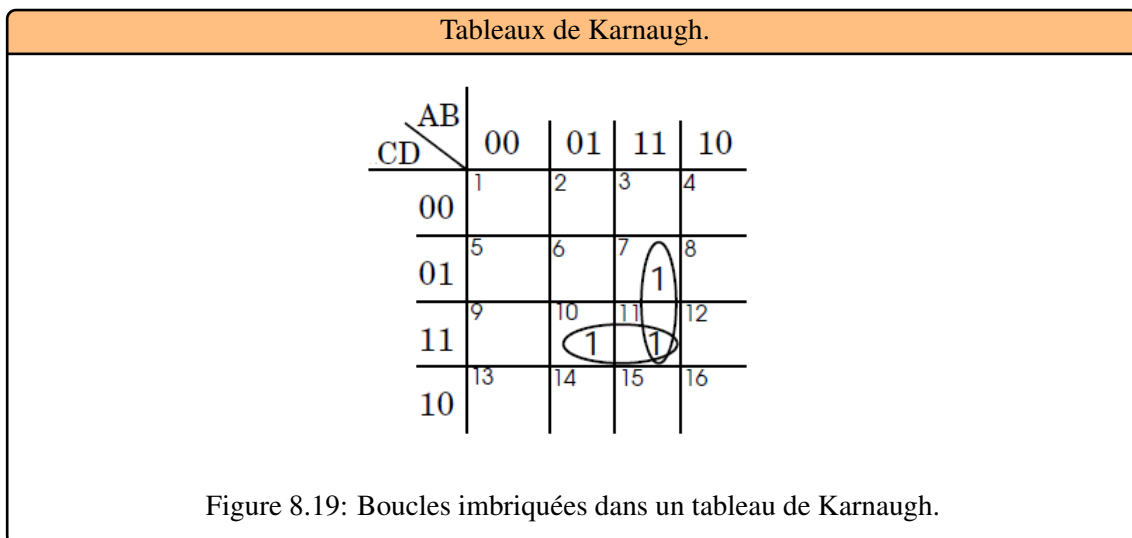 Tableaux de Karnaugh.
AB
CD
00 01 11 10
1 2 3 4
00
5 6 7 8
01 1
9 10 11 12
11 1 1
13 14 15 16
10
Figure 8.19: Boucles imbriquées dans un tableau de Karnaugh.